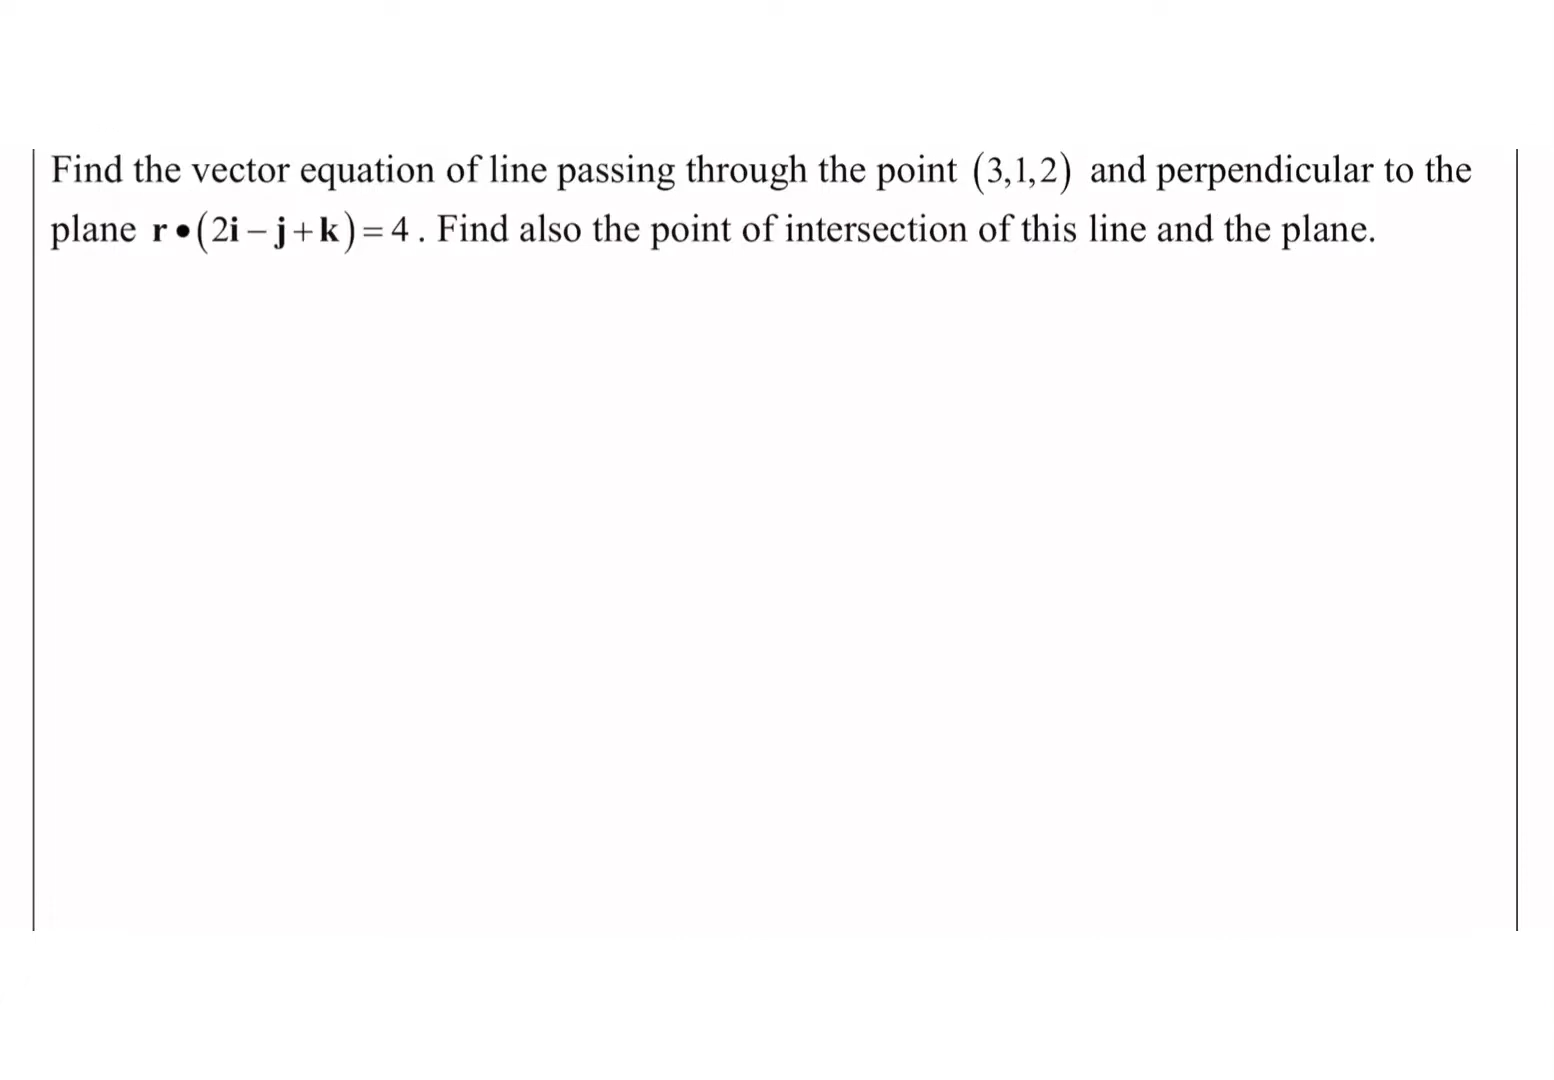 Find the vector equation of line passing through the point (3,1,2) and perpendicular to the
plane r•(2i−j+k)=4. Find also the point of intersection of this line and the plane.